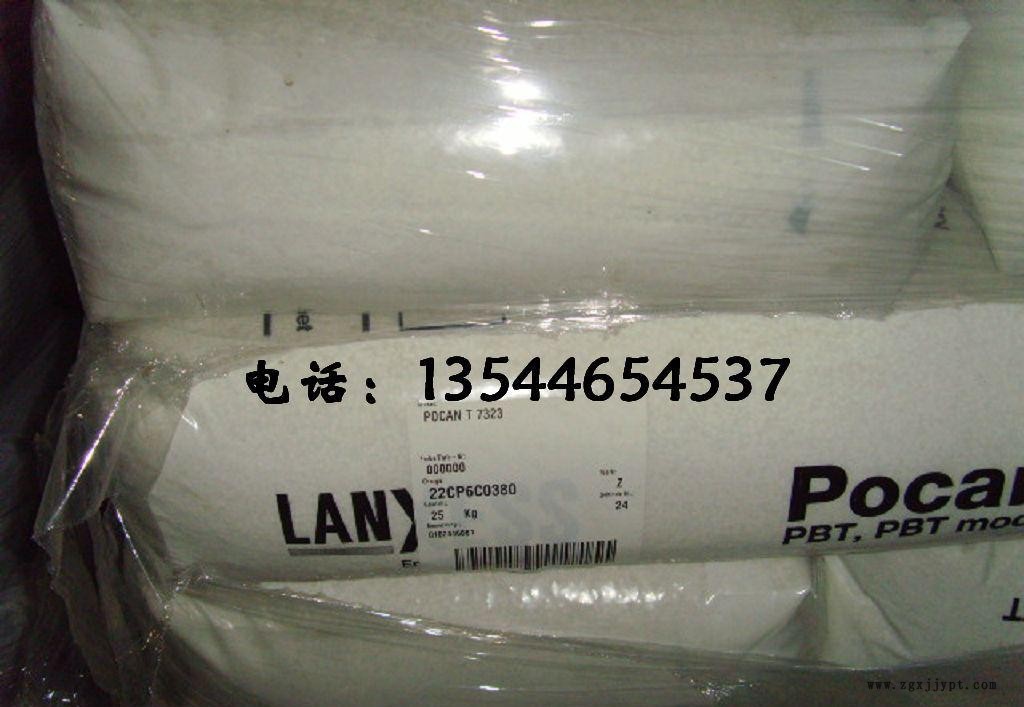 电话：13544654537
POCAN T 7323
000000
22CP6C0380
Z
25 Kg
24
LANX
Pocan
PBT, PBT mod
www.zgxjjypt.com